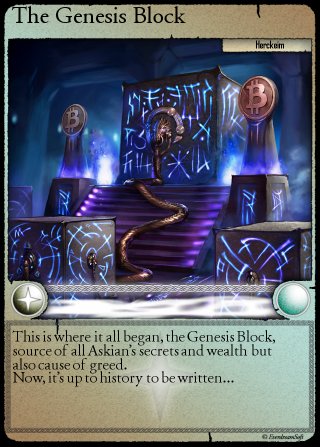 The Genesis Block
Herckeim
This is where it all began, the Genesis Block,
source of all Askian's secrets and wealth but
also cause of greed.
Now, it's up to history to be written...
© EverdreamSoft